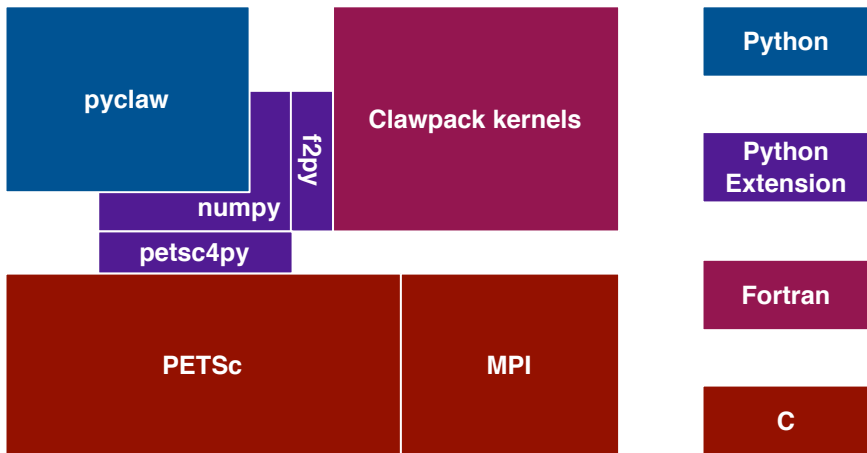 pyclaw
Clawpack kernels
f2py
numpy
petsc4py
PETSc
MPI
Python
Python
Extension
Fortran
C